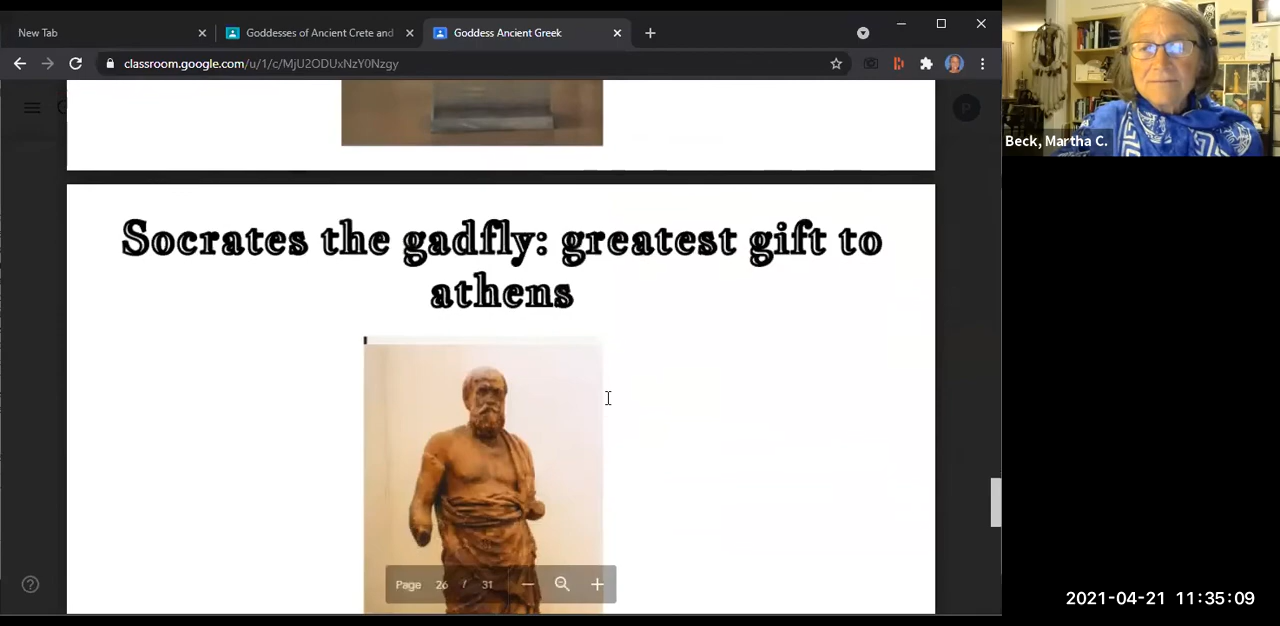 New Tab
Goddesses of Ancient Crete and
Goddess Ancient Greek
classroom.google.com/u/1/c/MjU2ODUxNzY0Nzgy
P
Beck, Martha C.
Socrates the gadfly: greatest gift to
athens
Page 26 / 31
2021-04-21 11:35:09